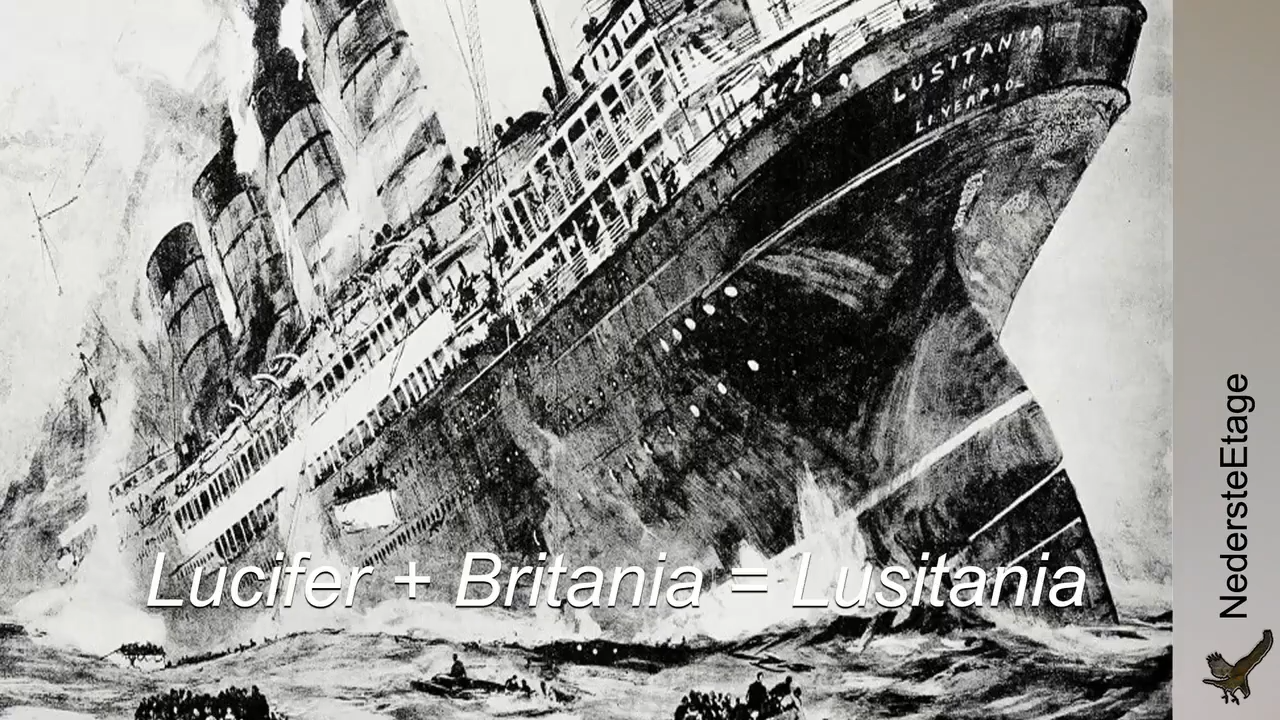 LUSITANIA
LIVERPOOL
Lucifer + Britania = Lusitania
NedersteEtage